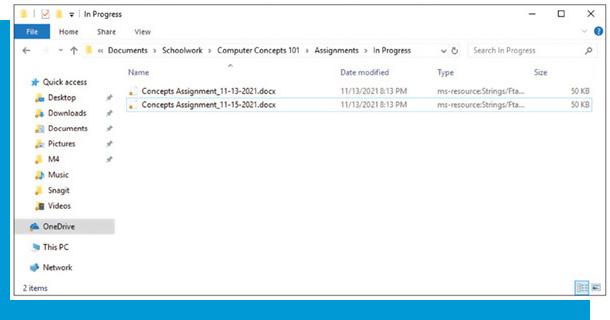 In Progress
File Home Share View
« Documents › Schoolwork › Computer Concepts 101 › Assignments › In Progress Search In Progress
Name Date modified Type Size
Quick access
Concepts Assignment_11-13-2021.docx 11/13/2021 8:13 PM ms-resource:Strings/Fta... 50 KB
Desktop
Concepts Assignment_11-15-2021.docx 11/13/2021 8:13 PM ms-resource:Strings/Fta... 50 KB
Downloads
Documents
Pictures
M4
Music
Snagit
Videos
OneDrive
This PC
Network
2 items